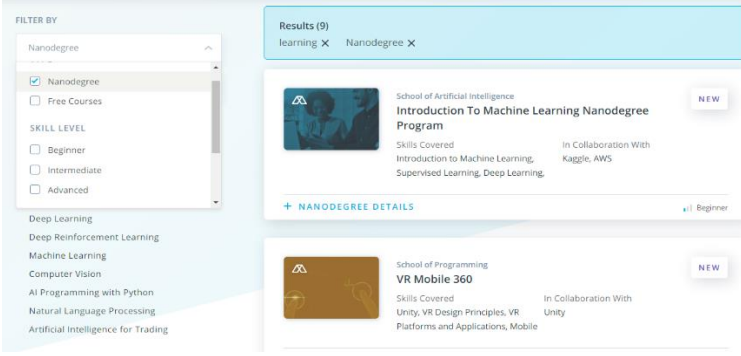 FILTER BY
Nanodegree
Nanodegree
Free Courses
SKILL LEVEL
Beginner
Intermediate
Advanced
Deep Learning
Deep Reinforcement Learning
Machine Learning
Computer Vision
AI Programming with Python
Natural Language Processing
Artificial Intelligence for Trading
Results (9)
learning ✕ Nanodegree ✕
School of Artificial Intelligence
NEW
Introduction To Machine Learning Nanodegree
Program
Skills Covered
Introduction to Machine Learning,
Supervised Learning, Deep Learning,
In Collaboration With
Kaggle, AWS
+ NANODEGREE DETAILS
Beginner
School of Programming
NEW
VR Mobile 360
Skills Covered
Unity, VR Design Principles, VR
Platforms and Applications, Mobile
In Collaboration With
Unity